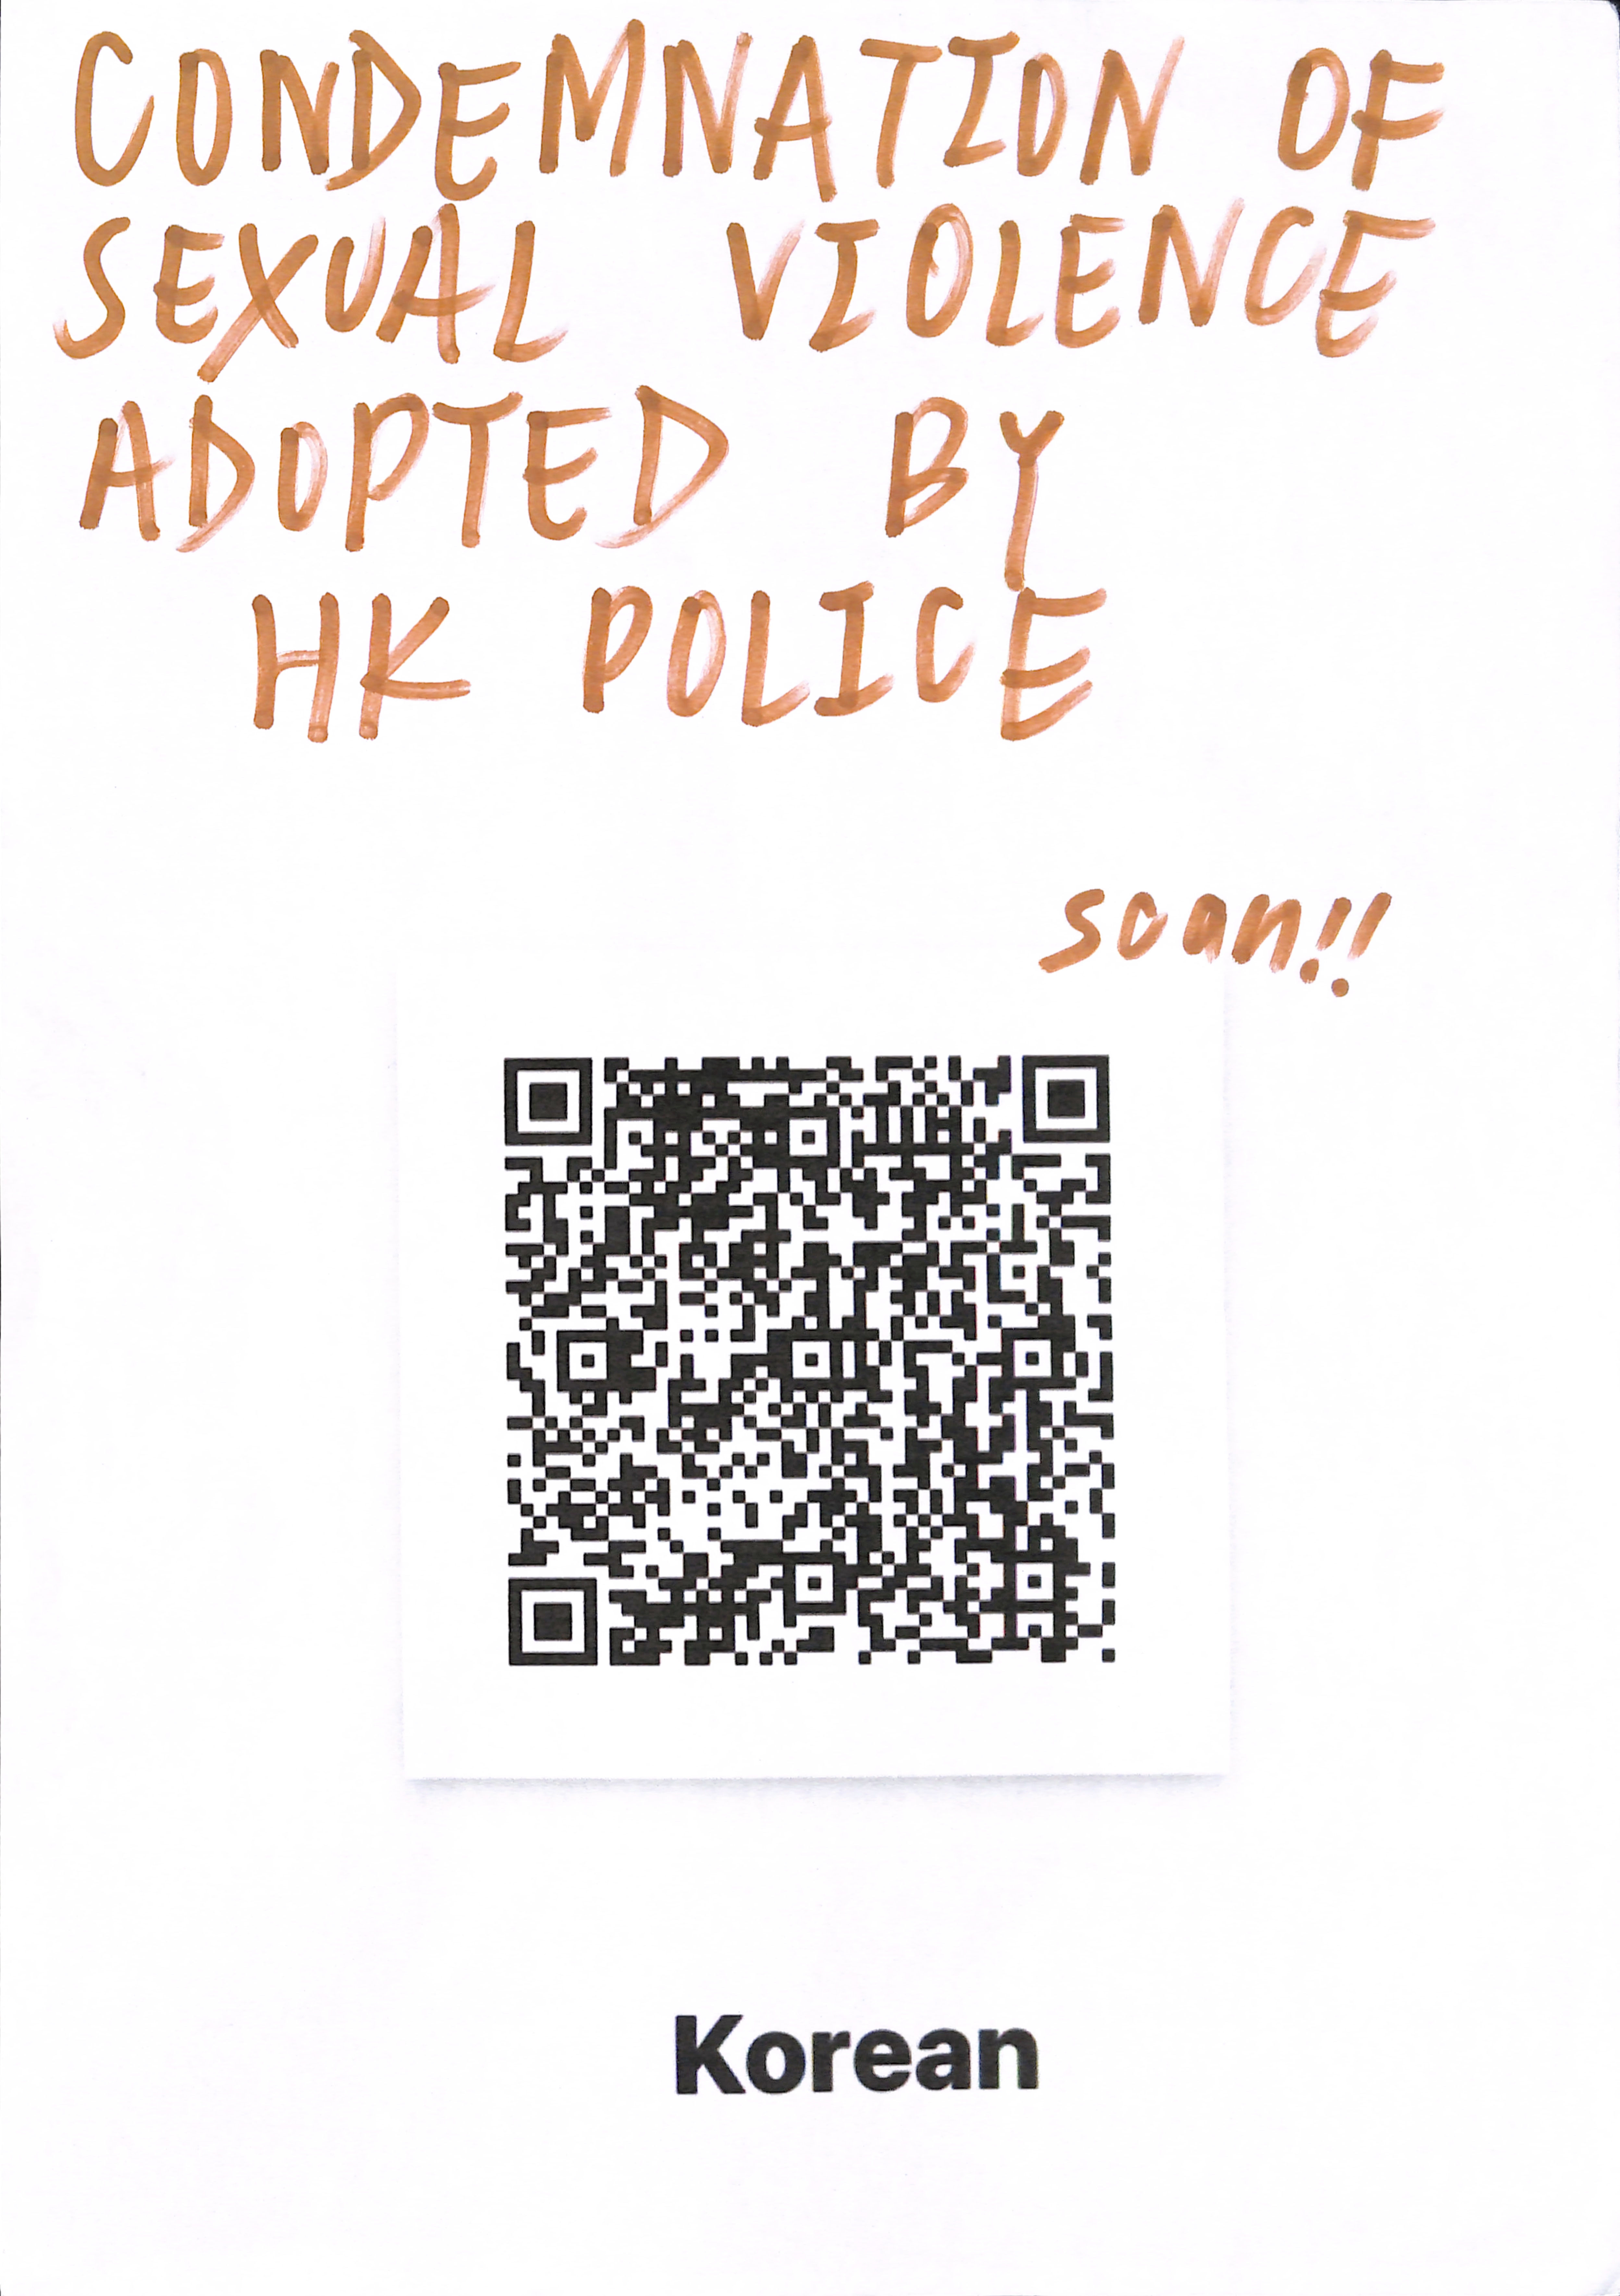 CONDEMNATION OF
SEXUAL VIOLENCE
ADOPTED BY
HK POLICE
scan!!
Korean